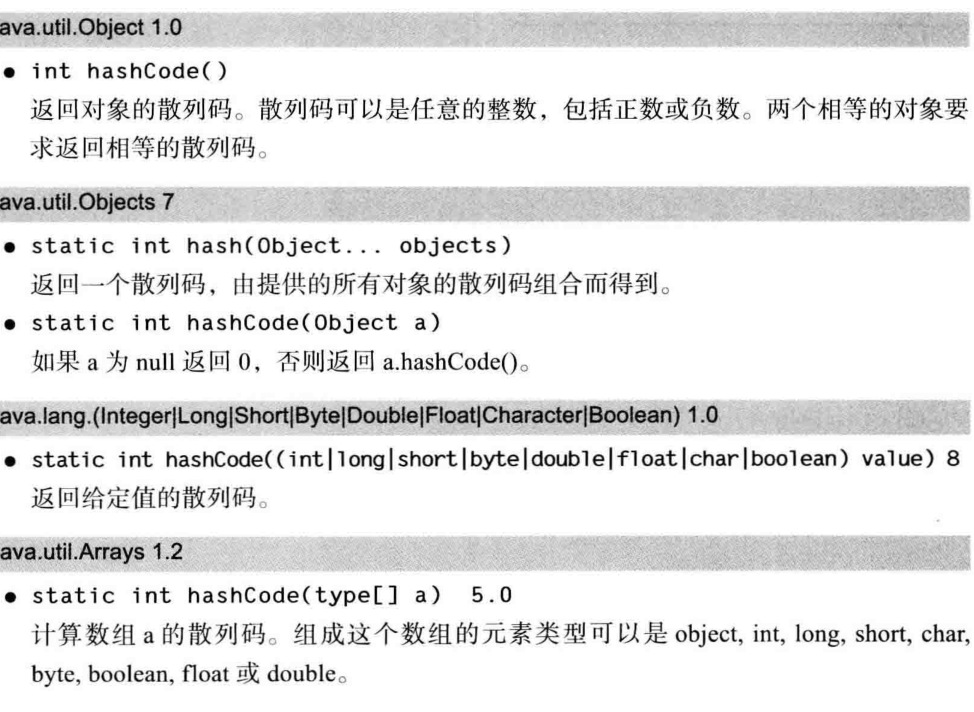 ava.util.Object 1.0
● int hashCode()
返回对象的散列码。散列码可以是任意的整数，包括正数或负数。两个相等的对象要
求返回相等的散列码。
ava.util.Objects 7
● static int hash(Object... objects)
返回一个散列码，由提供的所有对象的散列码组合而得到。
● static int hashCode(Object a)
如果 a 为 null 返回 0，否则返回 a.hashCode()。
ava.lang.(Integer|Long|Short|Byte|Double|Float|Character|Boolean) 1.0
● static int hashCode((int|long|short|byte|double|float|char|boolean) value) 8
返回给定值的散列码。
ava.util.Arrays 1.2
● static int hashCode(type[] a) 5.0
计算数组 a 的散列码。组成这个数组的元素类型可以是 object, int, long, short, char,
byte, boolean, float 或 double。